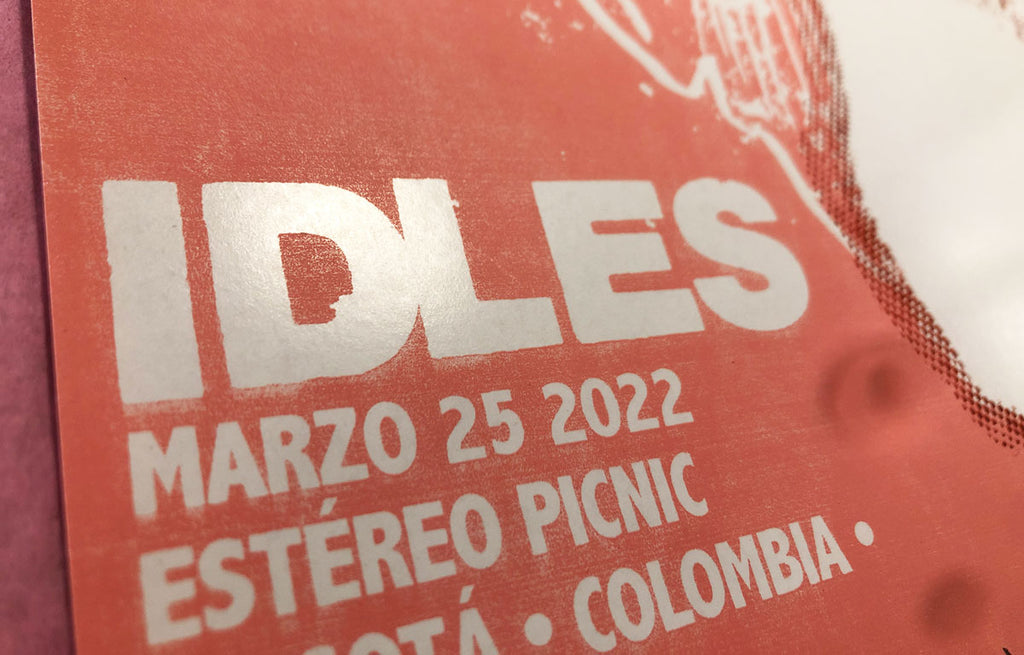 IDLES
MARZO 25 2022
ESTÉREO PICNIC
• COLOMBIA •